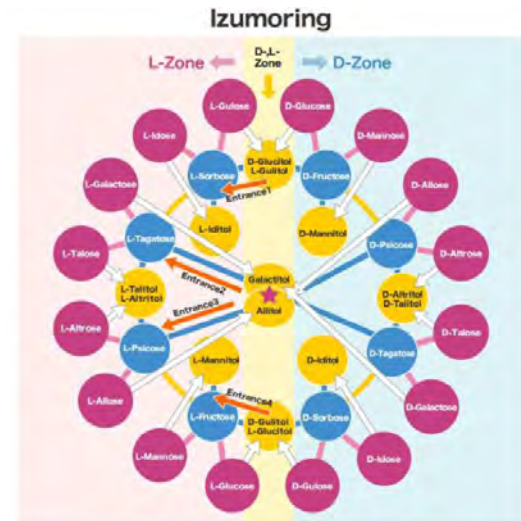 Izumoring
L-Zone
D-,L-
Zone
D-Zone
L-Gulose
D-Glucose
L-Idose
D-Glucitol
L-Gulitol
D-Mannose
L-Sorbose
D-Fructose
Entrance1
L-Galactose
D-Allose
L-Iditol
D-Mannitol
L-Tagatose
D-Psicose
L-Talose
D-Altrose
Entrance2
Galactitol
L-Talitol
L-Altritol
D-Altritol
D-Talitol
Entrance3
Allitol
L-Altrose
D-Talose
L-Psicose
D-Tagatose
L-Mannitol
D-Iditol
L-Allose
D-Galactose
Entrance4
L-Fructose
D-Gulitol
L-Glucitol
D-Sorbose
L-Mannose
D-Idose
L-Glucose
D-Gulose